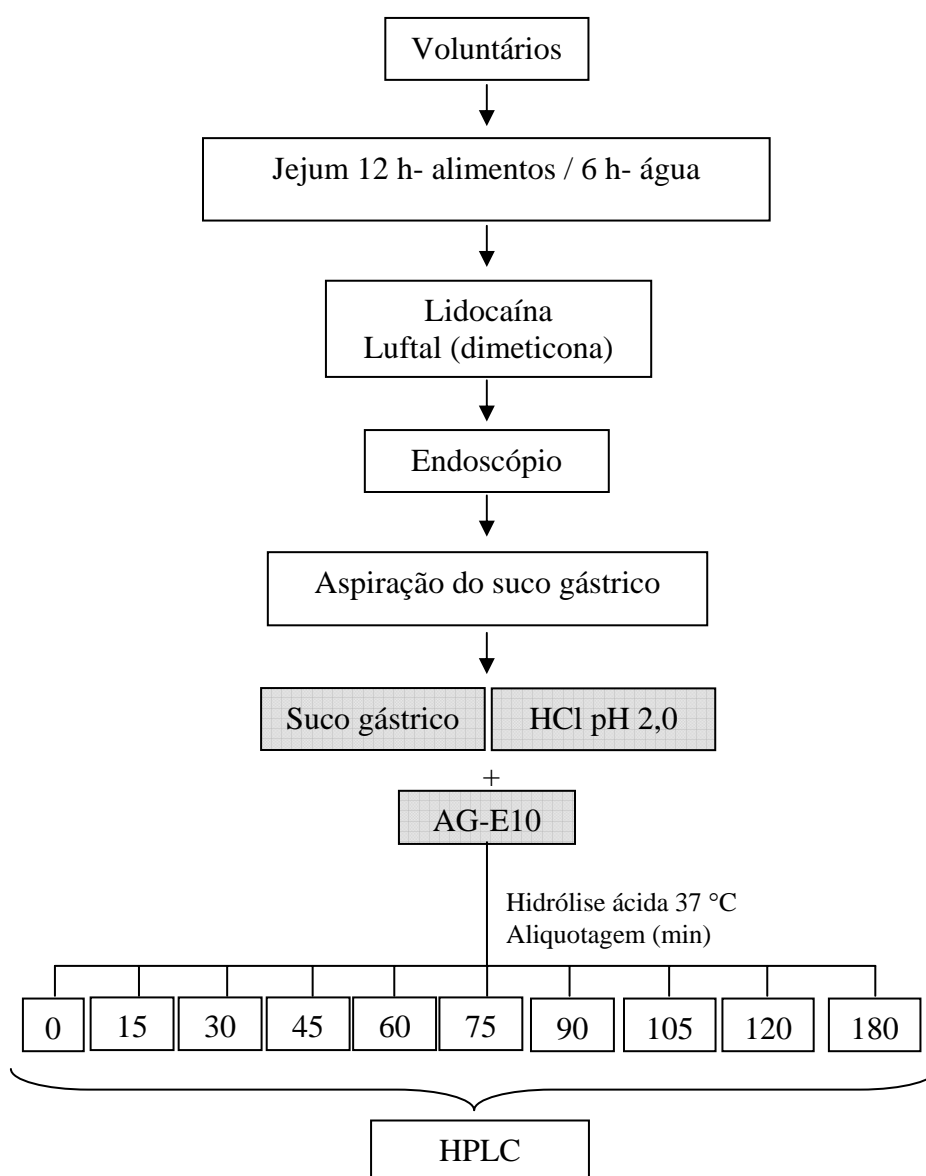 Voluntários
Jejum 12 h- alimentos / 6 h- água
Lidocaína
Luftal (dimeticona)
Endoscópio
Aspiração do suco gástrico
Suco gástrico
HCl pH 2,0
+
AG-E10
Hidrólise ácida 37 °C
Aliquotagem (min)
0 15 30 45 60 75 90 105 120 180
HPLC